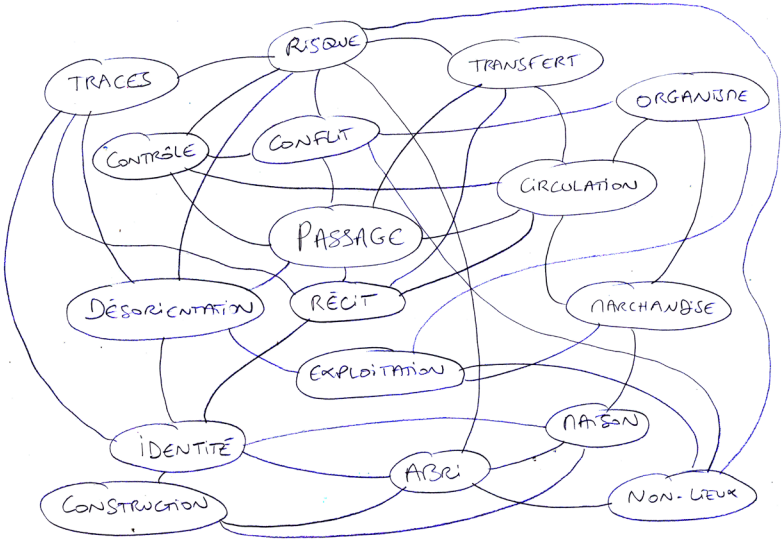 RISQUE
TRACES
TRANSFERT
ORGANISME
CONTRÔLE
CONFLIT
CIRCULATION
PASSAGE
DÉSORIENTATION
RÉCIT
MARCHANDISE
EXPLOITATION
IDENTITÉ
MAISON
ABRI
CONSTRUCTION
NON-LIEUX